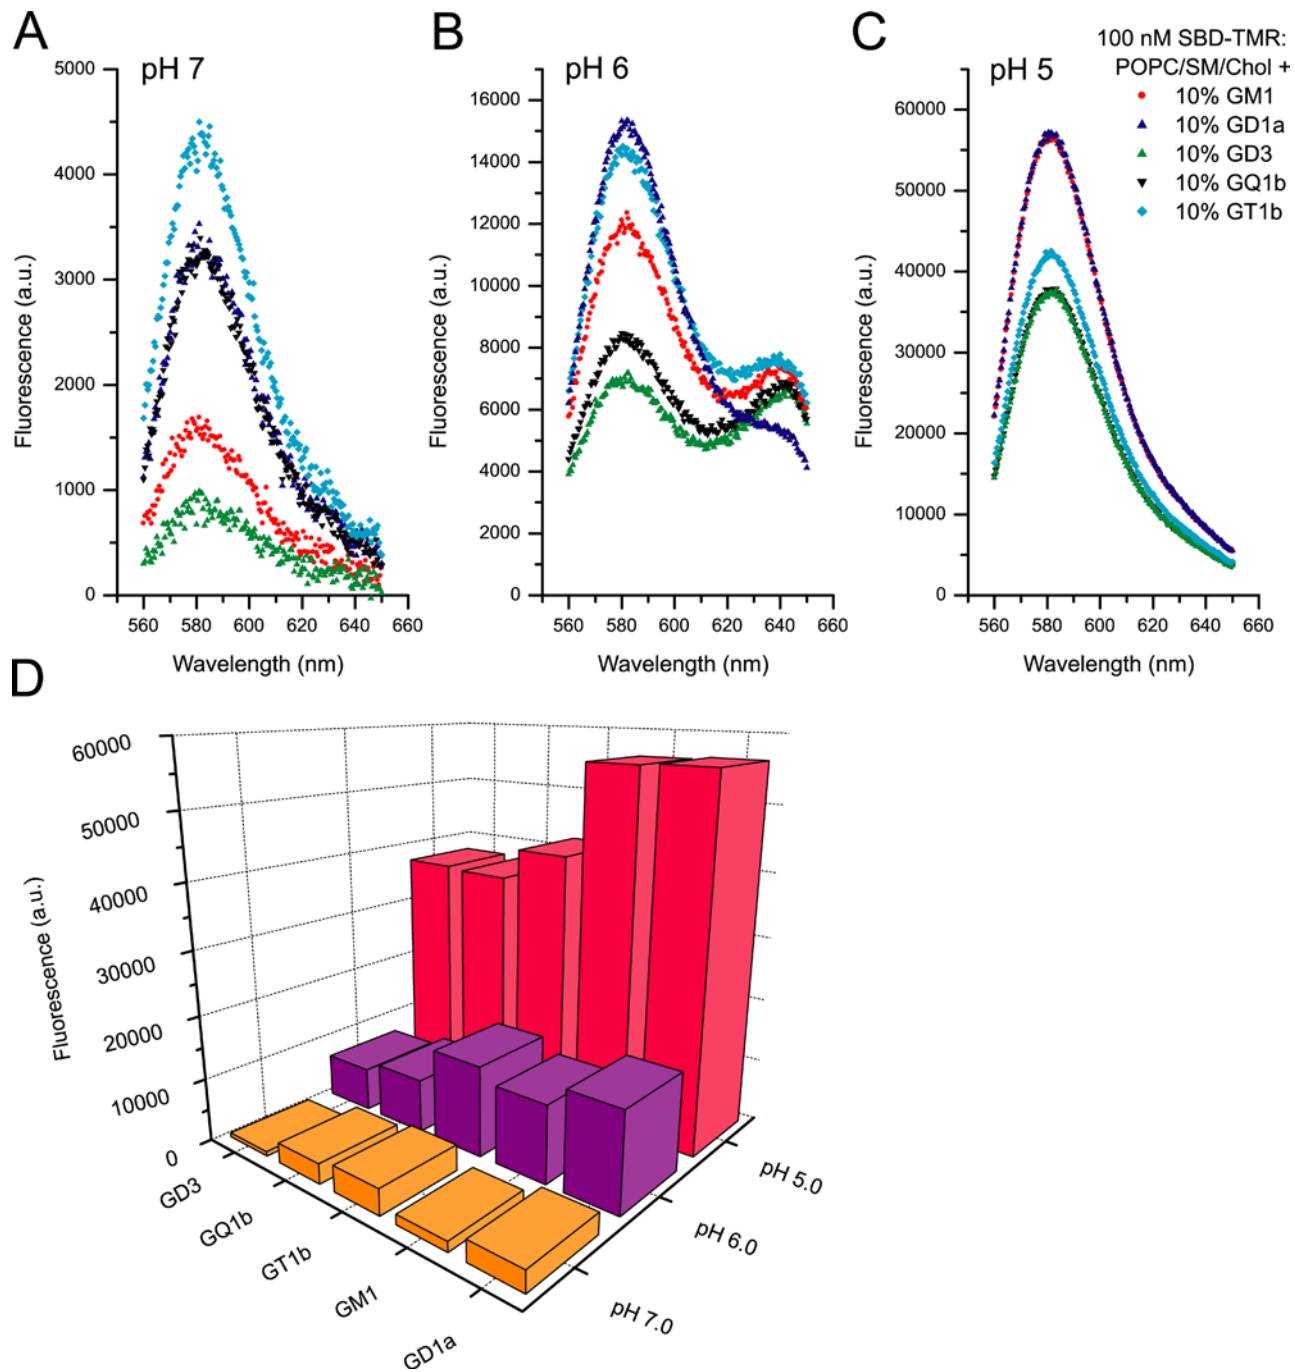 A
B
C
pH 7
pH 6
pH 5
100 nM SBD-TMR:
POPC/SM/Chol +
10% GM1
10% GD1a
10% GD3
10% GQ1b
10% GT1b
5000
4000
3000
2000
1000
0
Fluorescence (a.u.)
560 580 600 620 640 660
Wavelength (nm)
16000
14000
12000
10000
8000
6000
4000
2000
0
Fluorescence (a.u.)
560 580 600 620 640 660
Wavelength (nm)
60000
50000
40000
30000
20000
10000
0
Fluorescence (a.u.)
560 580 600 620 640 660
Wavelength (nm)
D
60000
50000
40000
30000
20000
10000
0
Fluorescence (a.u.)
GD3
GQ1b
GT1b
GM1
GD1a
pH 5.0
pH 6.0
pH 7.0